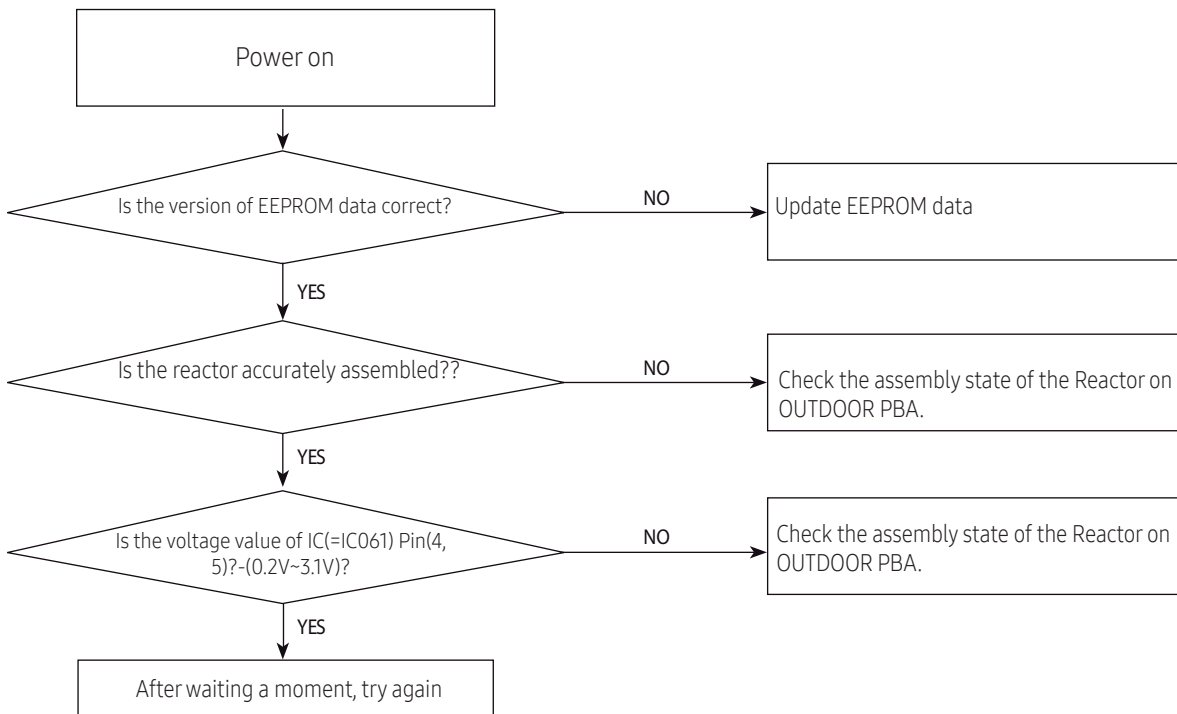 Power on
Is the version of EEPROM data correct?
NO
Update EEPROM data
YES
Is the reactor accurately assembled??
NO
Check the assembly state of the Reactor on
OUTDOOR PBA.
YES
Is the voltage value of IC(=IC061) Pin(4,
5)?-(0.2V~3.1V)?
NO
Check the assembly state of the Reactor on
OUTDOOR PBA.
YES
After waiting a moment, try again